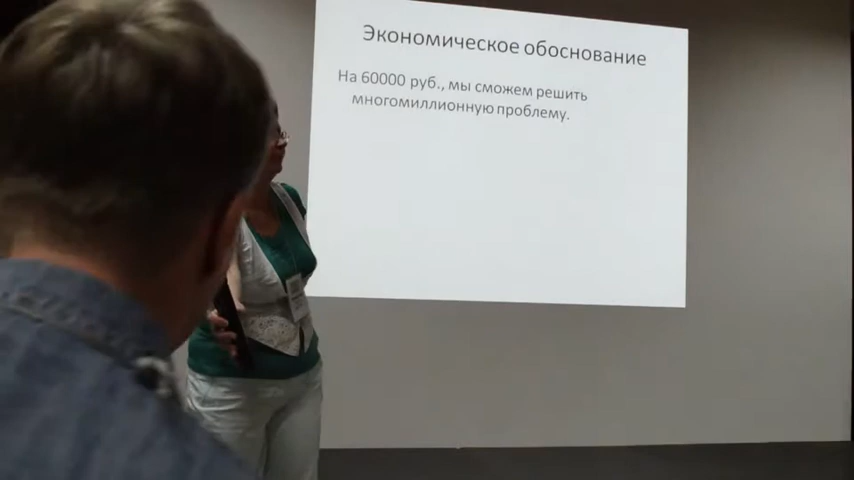 Экономическое обоснование
На 60000 руб., мы сможем решить
многомиллионную проблему.